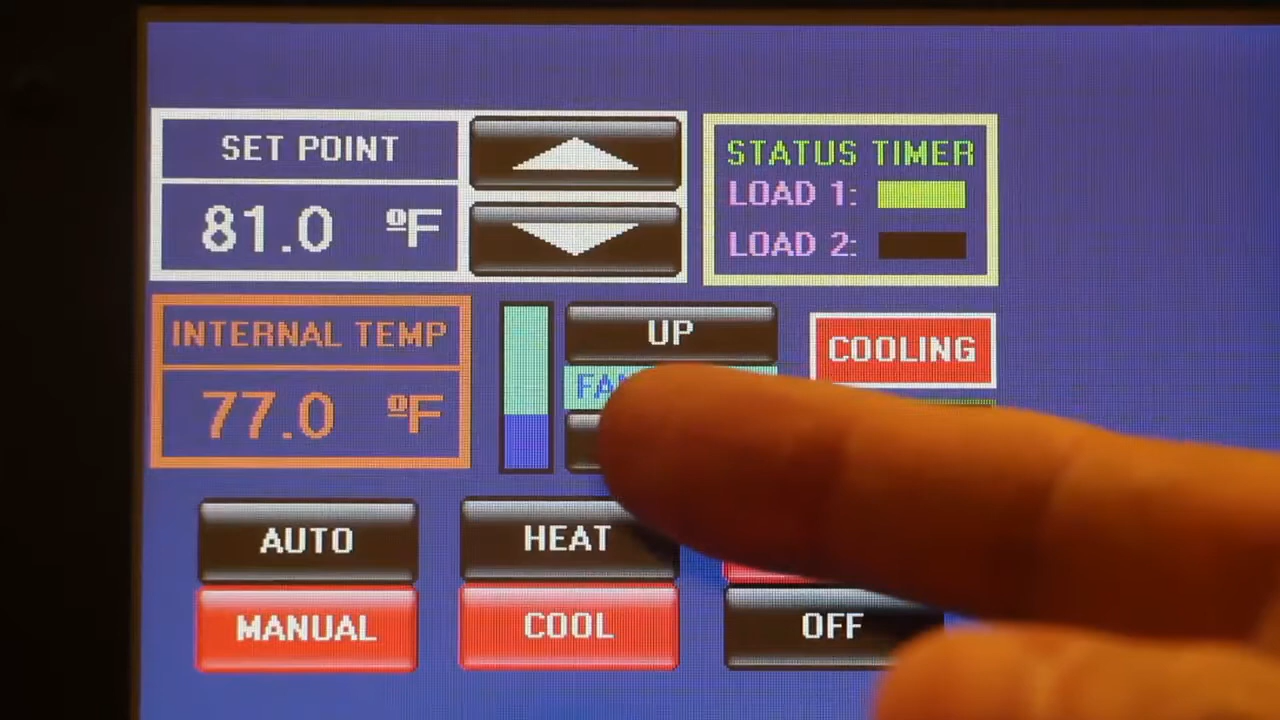 SET POINT
81.0 ºF
STATUS TIMER
LOAD 1:
LOAD 2:
INTERNAL TEMP
77.0 ºF
UP
COOLING
AUTO
HEAT
MANUAL
COOL
OFF